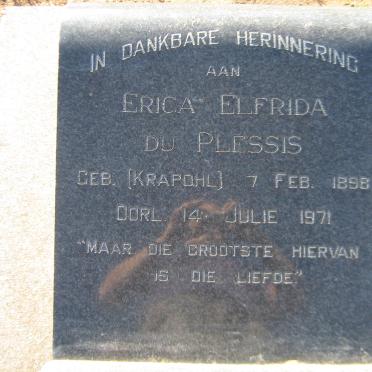 IN DANKBARE HERINNERING
AAN
ERICA ELFRIDA
DU PLESSIS
GEB. (KRAPOHL) 7 FEB. 1898
OORL. 14 JULIE 1971
"MAAR DIE GROOTSTE HIERVAN
IS DIE LIEFDE"